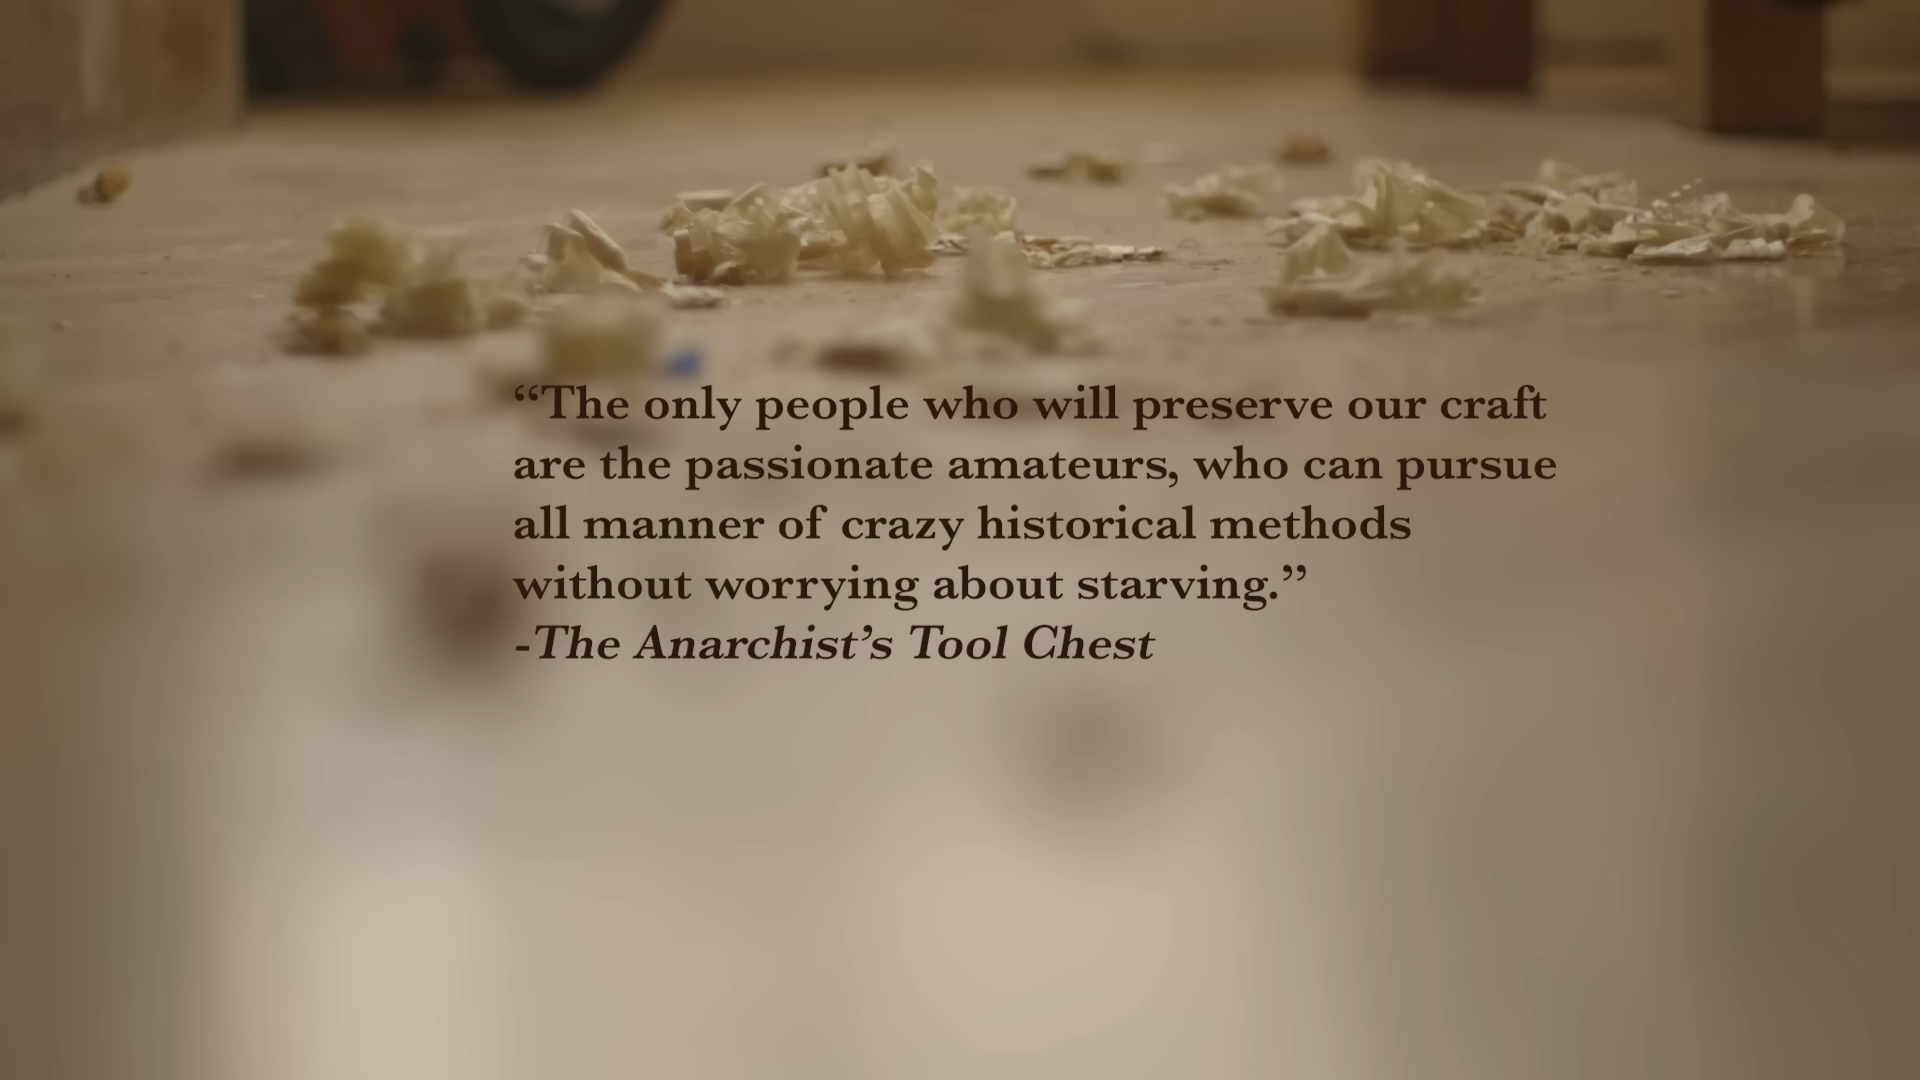 “The only people who will preserve our craft
are the passionate amateurs, who can pursue
all manner of crazy historical methods
without worrying about starving.”
-The Anarchist’s Tool Chest